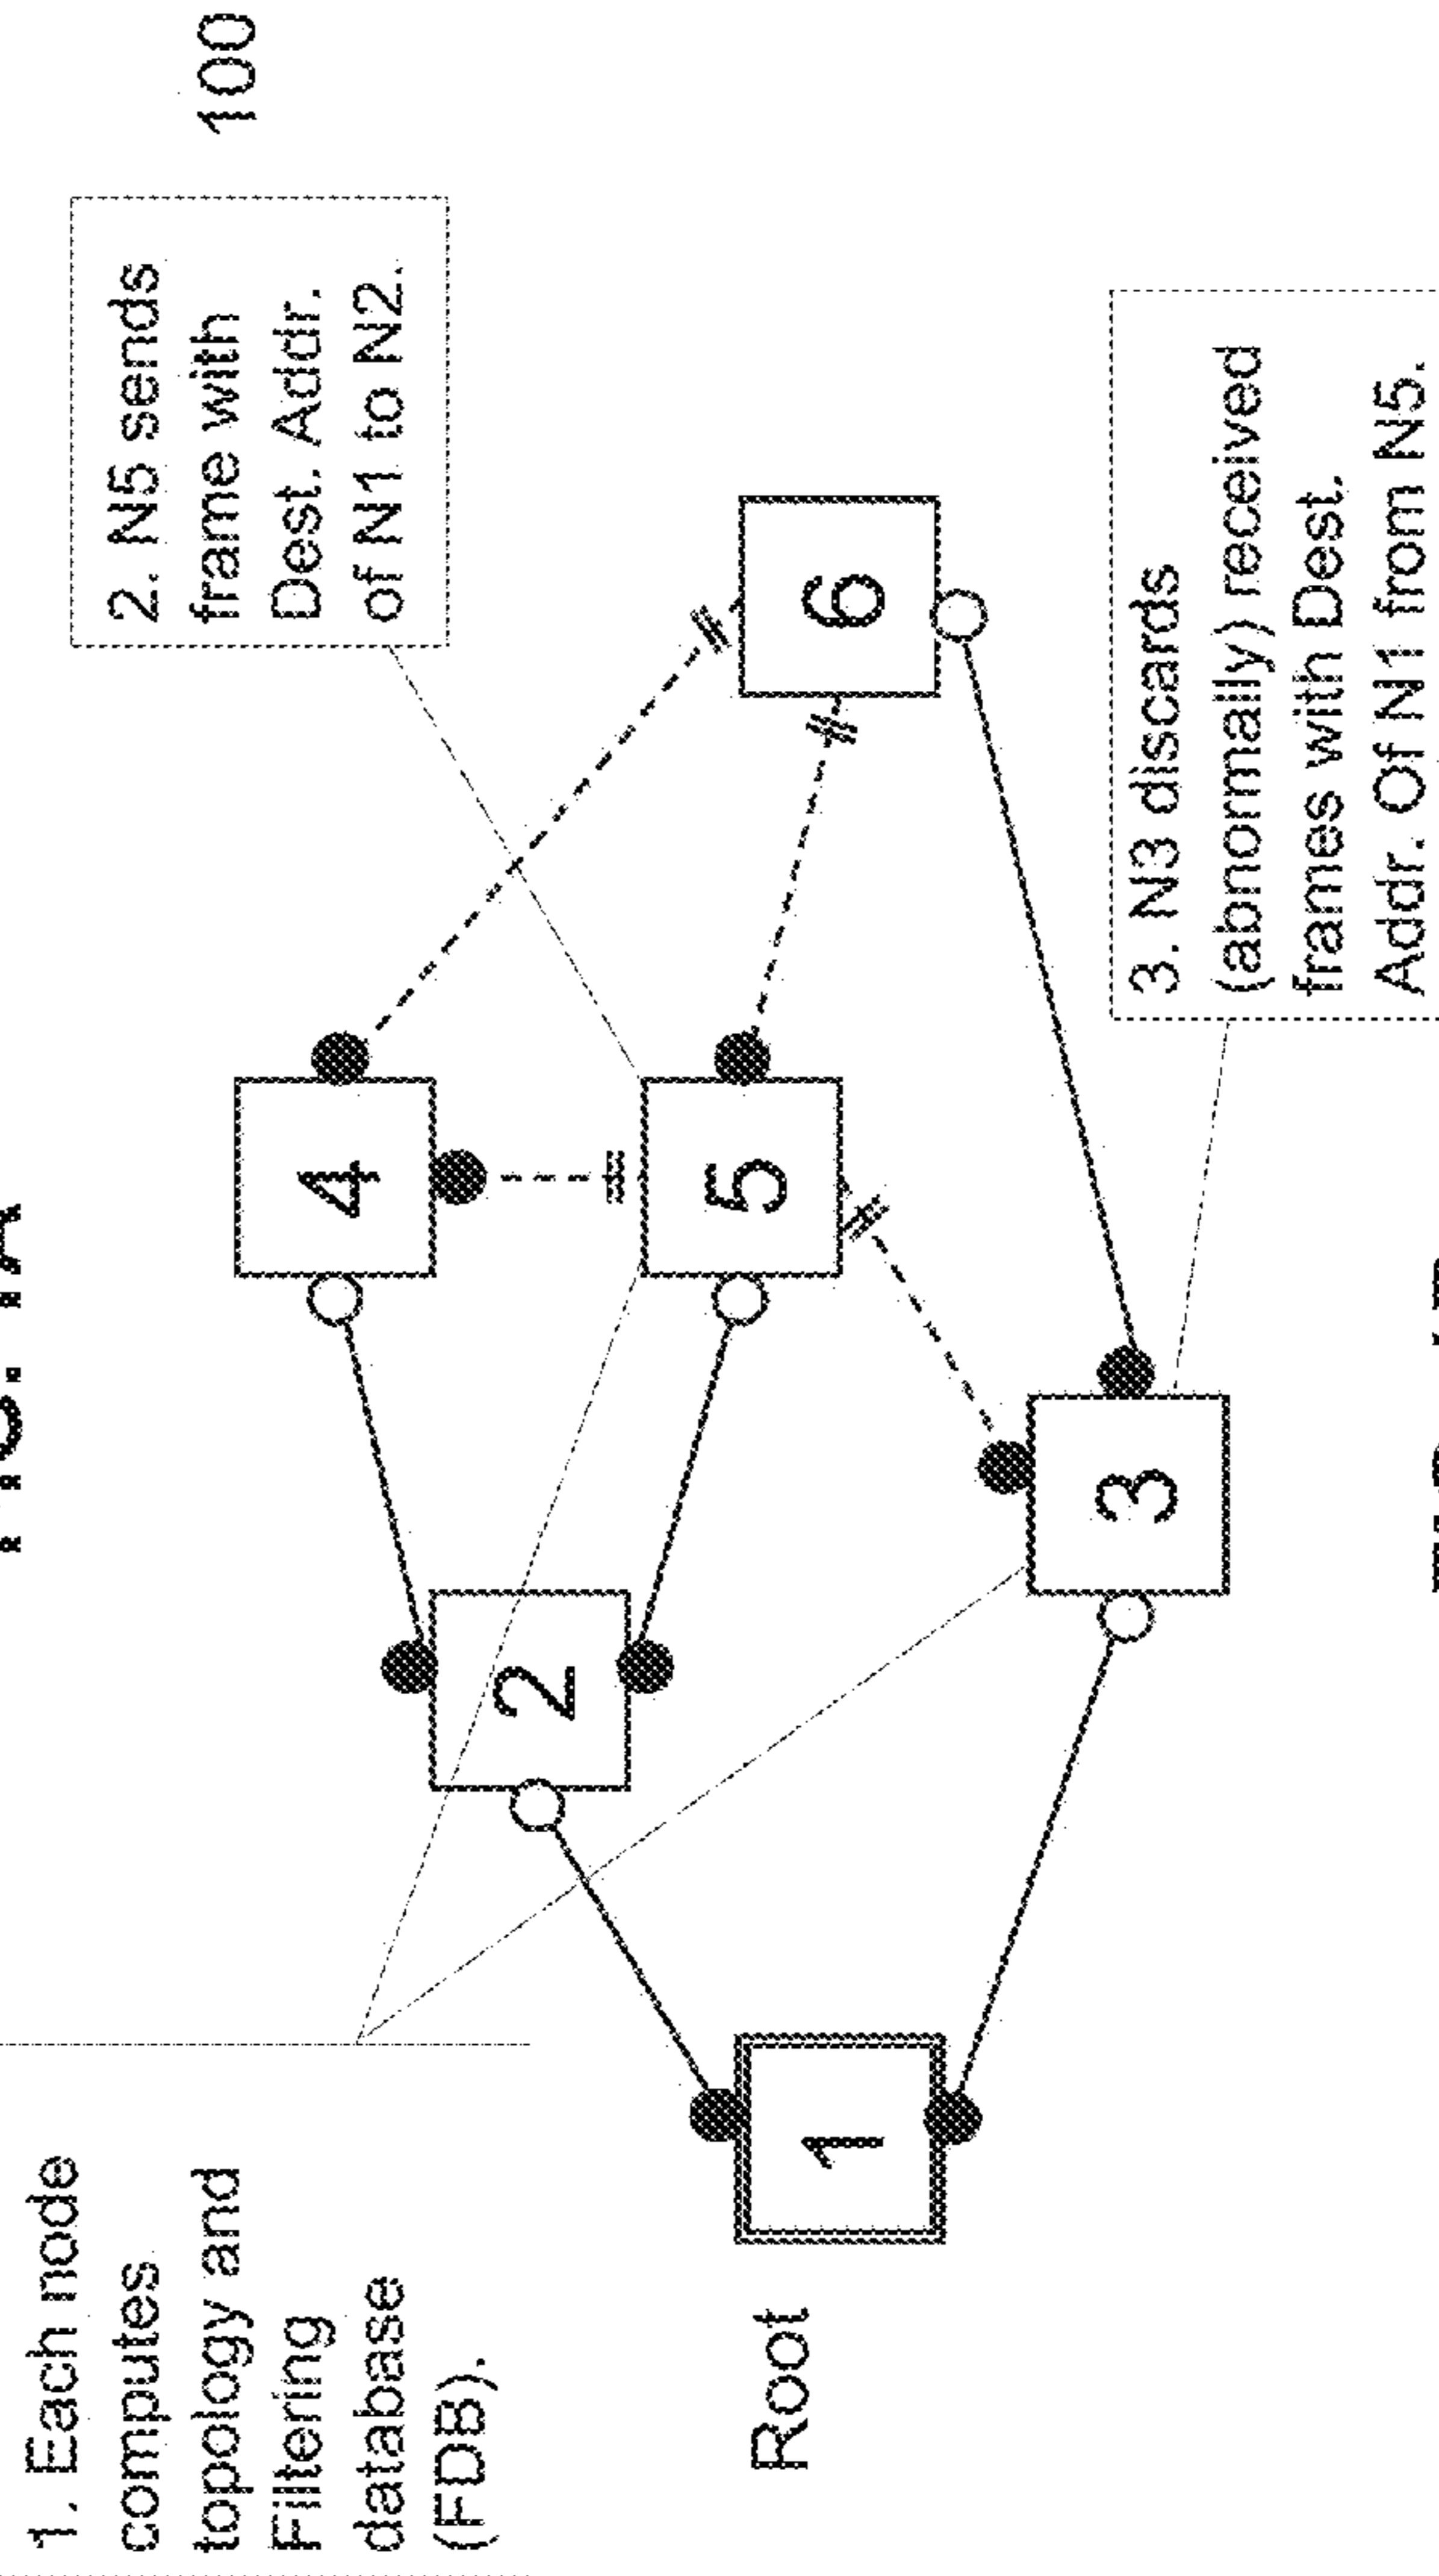 100
1. Each node
computes
topology and
Filtering
database
(FDB).
2. N5 sends
frame with
Dest. Addr.
of N1 to N2.
4
2
5
Root
1
6
3
3. N3 discards
(abnormally) received
frames with Dest.
Addr. Of N1 from N5.